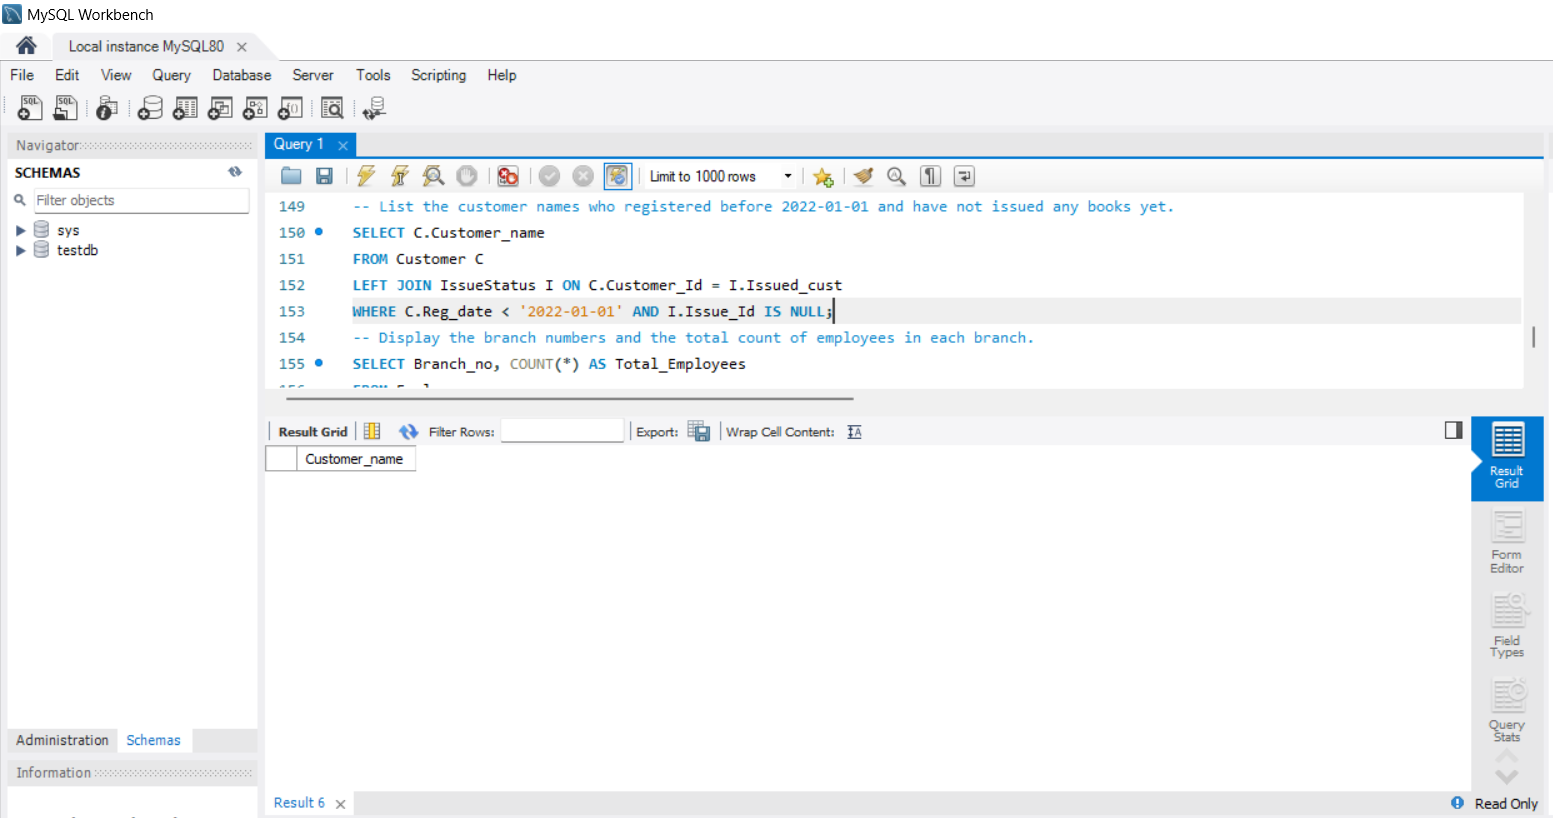 MySQL Workbench
Local instance MySQL80
File Edit View Query Database Server Tools Scripting Help
Navigator
SCHEMAS
Filter objects
sys
testdb
Administration Schemas
Information
Query 1
Limit to 1000 rows
149 -- List the customer names who registered before 2022-01-01 and have not issued any books yet.
150 SELECT C.Customer_name
151 FROM Customer C
152 LEFT JOIN IssueStatus I ON C.Customer_Id = I.Issued_cust
153 WHERE C.Reg_date < '2022-01-01' AND I.Issue_Id IS NULL;
154 -- Display the branch numbers and the total count of employees in each branch.
155 SELECT Branch_no, COUNT(*) AS Total_Employees
Result Grid Filter Rows: Export: Wrap Cell Content:
Customer_name
Result
Grid
Form
Editor
Field
Types
Query
Stats
Result 6
Read Only